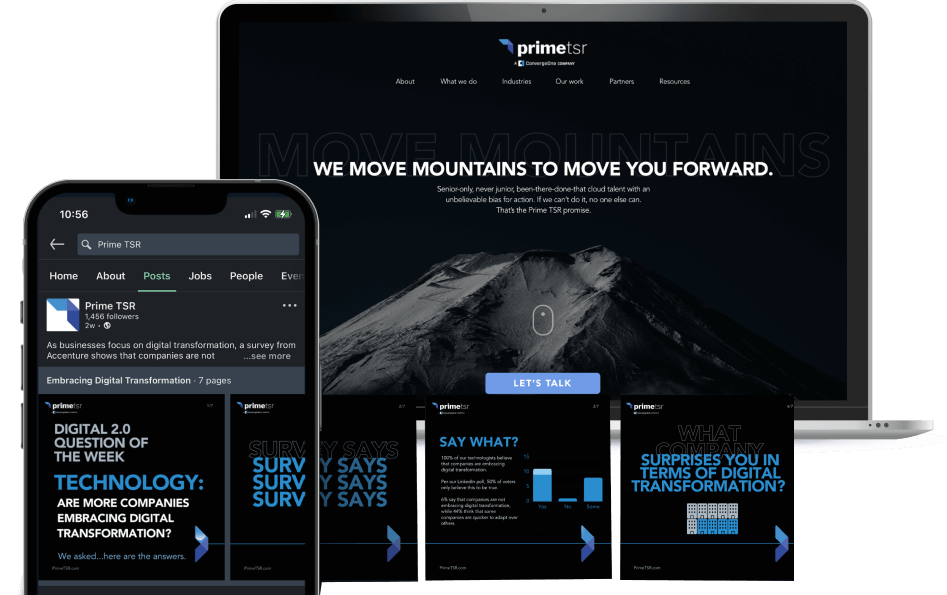 primetsr
A ConvergeOne COMPANY
About What we do Industries Our work Partners Resources
MOVE MOUNTAINS
WE MOVE MOUNTAINS TO MOVE YOU FORWARD.
Senior-only, never junior, been-there-done-that cloud talent with an
unbelievable bias for action. If we can't do it, no one else can.
That's the Prime TSR promise.
LET'S TALK
10:56
Prime TSR
Home About Posts Jobs People
Prime TSR
1,456 followers
2w
As businesses focus on digital transformation, a survey from
Accenture shows that companies are not ...see more
Embracing Digital Transformation · 7 pages
primetsr
1/7
DIGITAL 2.0
QUESTION OF
THE WEEK
TECHNOLOGY:
ARE MORE COMPANIES
EMBRACING DIGITAL
TRANSFORMATION?
We asked...here are the answers.
PrimeTSR.com
primetsr
2/7
SURVEY SAYS
SURVEY SAYS
SURVEY SAYS
SURVEY SAYS
PrimeTSR.com
primetsr
3/7
SAY WHAT?
100% of our technologists believe
that companies are embracing
digital transformation.
Per our LinkedIn poll, 50% of voters
only believe this to be true.
6% say that companies are not
embracing digital transformation,
while 44% think that some
companies are quicker to adapt over
others
15
10
5
0
Yes No Some
PrimeTSR.com
primetsr
4/7
WHAT
COMPANY
SURPRISES YOU IN
TERMS OF DIGITAL
TRANSFORMATION?
PrimeTSR.com